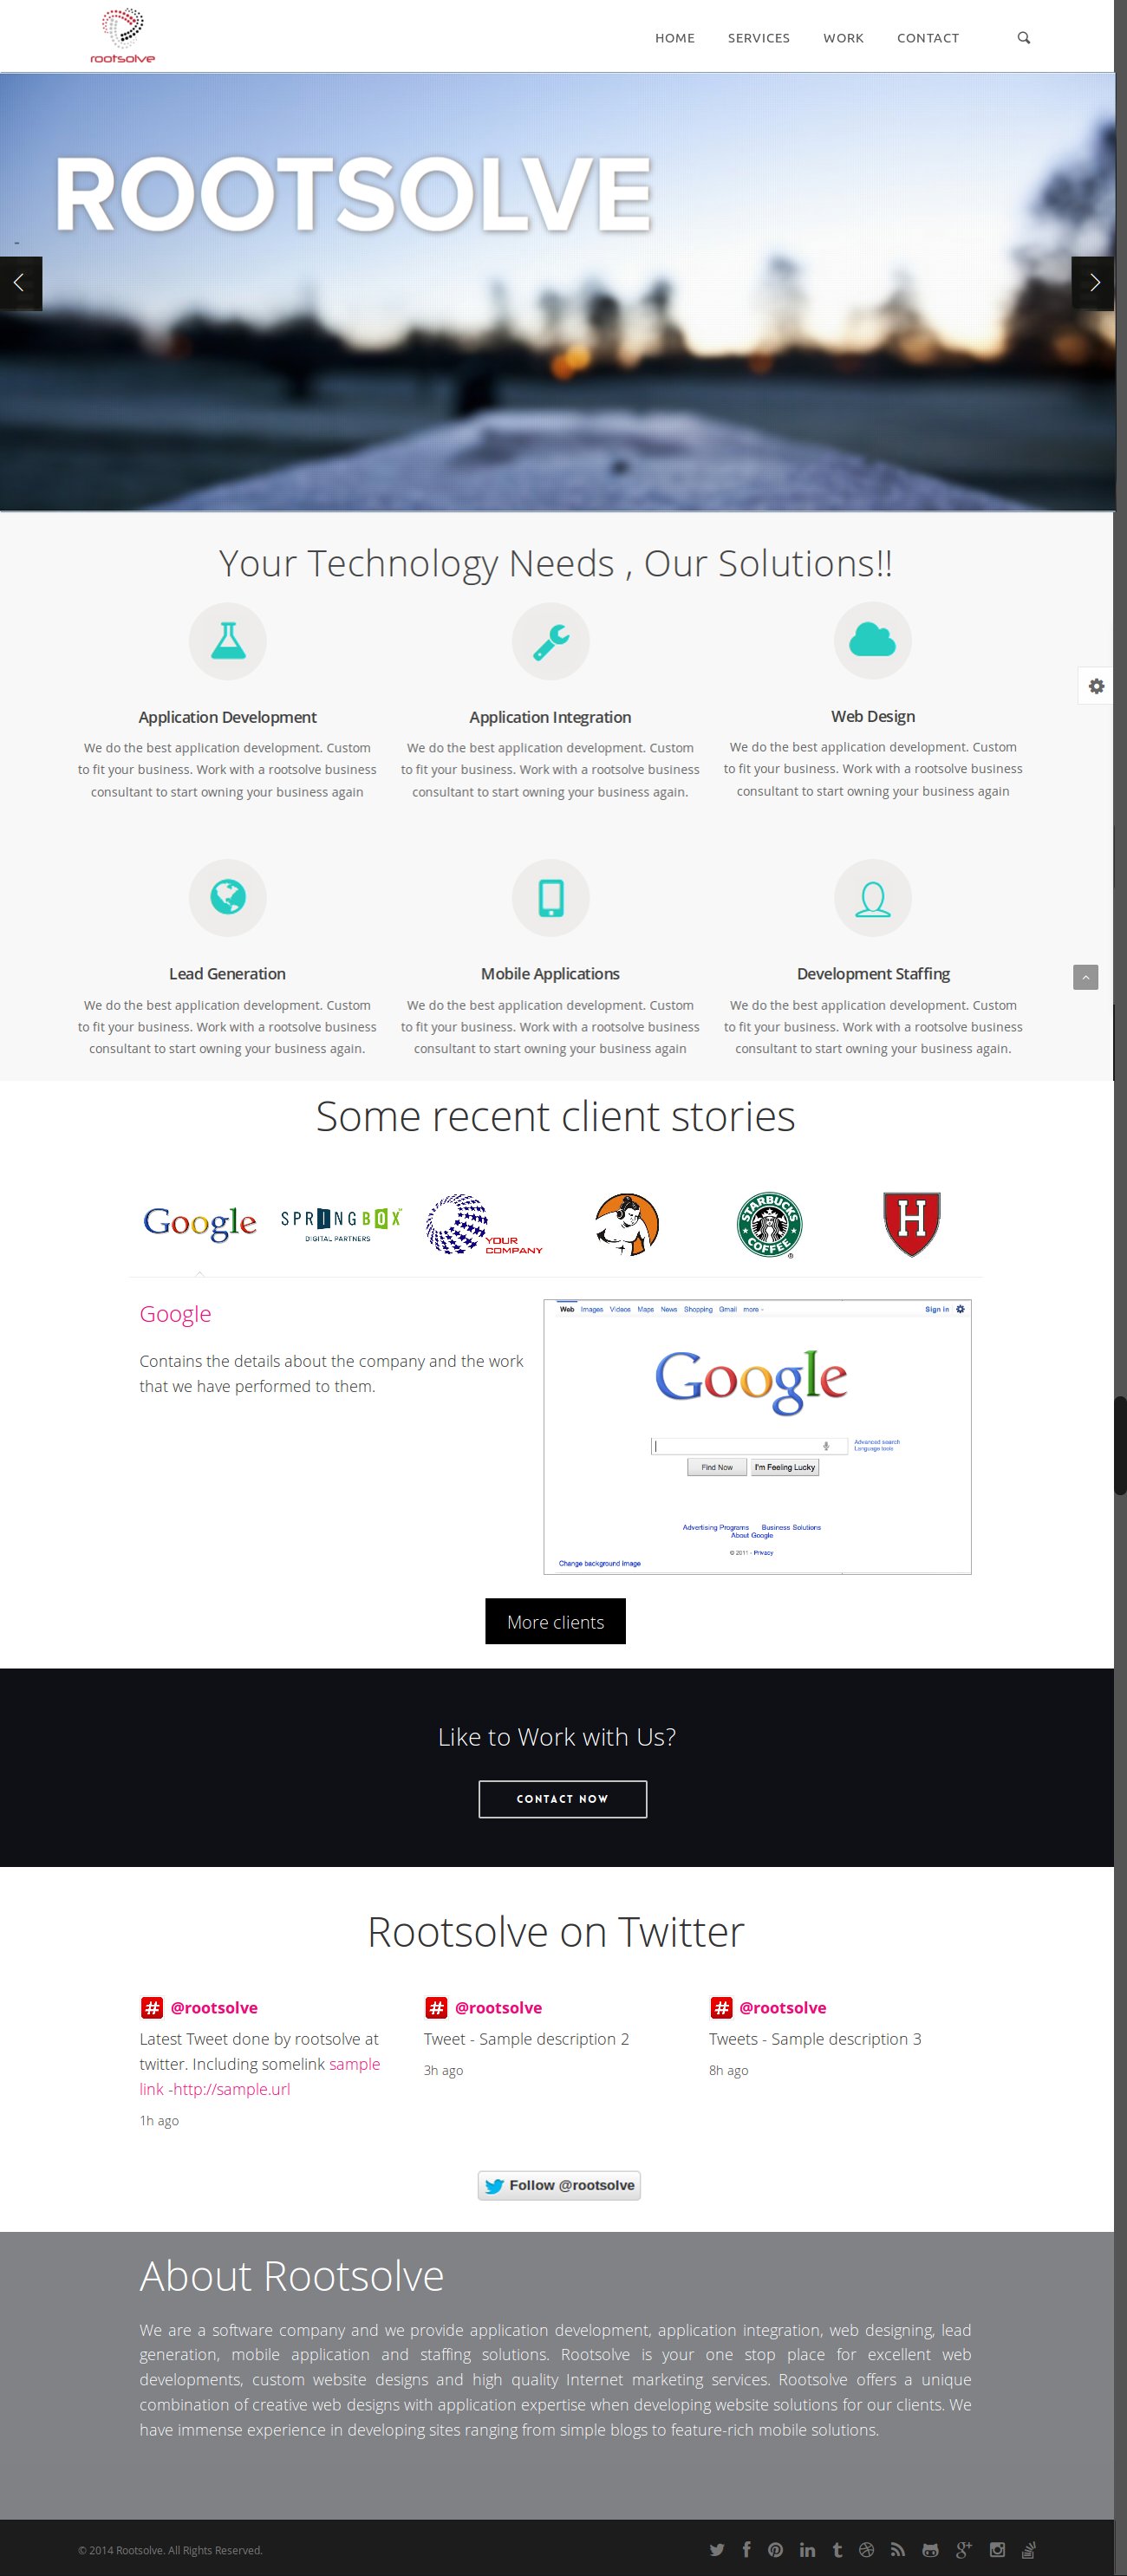 rootsolve
HOME SERVICES WORK CONTACT
ROOTSOLVE
Your Technology Needs , Our Solutions!!
Application Development
We do the best application development. Custom
to fit your business. Work with a rootsolve business
consultant to start owning your business again
Application Integration
We do the best application development. Custom
to fit your business. Work with a rootsolve business
consultant to start owning your business again.
Web Design
We do the best application development. Custom
to fit your business. Work with a rootsolve business
consultant to start owning your business again
Lead Generation
We do the best application development. Custom
to fit your business. Work with a rootsolve business
consultant to start owning your business again.
Mobile Applications
We do the best application development. Custom
to fit your business. Work with a rootsolve business
consultant to start owning your business again
Development Staffing
We do the best application development. Custom
to fit your business. Work with a rootsolve business
consultant to start owning your business again.
Some recent client stories
Google
SPRINGBOX™
DIGITAL PARTNERS
YOUR
COMPANY
STARBUCKS
COFFEE
®
H
Google
Contains the details about the company and the work
that we have performed to them.
Web Images Videos Maps News Shopping Gmail more - Sign in
Google
Advanced search
Language tools
Find Now I'm Feeling Lucky
Advertising Programs Business Solutions
About Google
© 2011 - Privacy
Change background image
More clients
Like to Work with Us?
CONTACT NOW
Rootsolve on Twitter
# @rootsolve
Latest Tweet done by rootsolve at
twitter. Including somelink sample
link -http://sample.url
1h ago
# @rootsolve
Tweet - Sample description 2
3h ago
# @rootsolve
Tweets - Sample description 3
8h ago
Follow @rootsolve
About Rootsolve
We are a software company and we provide application development, application integration, web designing, lead
generation, mobile application and staffing solutions. Rootsolve is your one stop place for excellent web
developments, custom website designs and high quality Internet marketing services. Rootsolve offers a unique
combination of creative web designs with application expertise when developing website solutions for our clients. We
have immense experience in developing sites ranging from simple blogs to feature-rich mobile solutions.
© 2014 Rootsolve. All Rights Reserved.